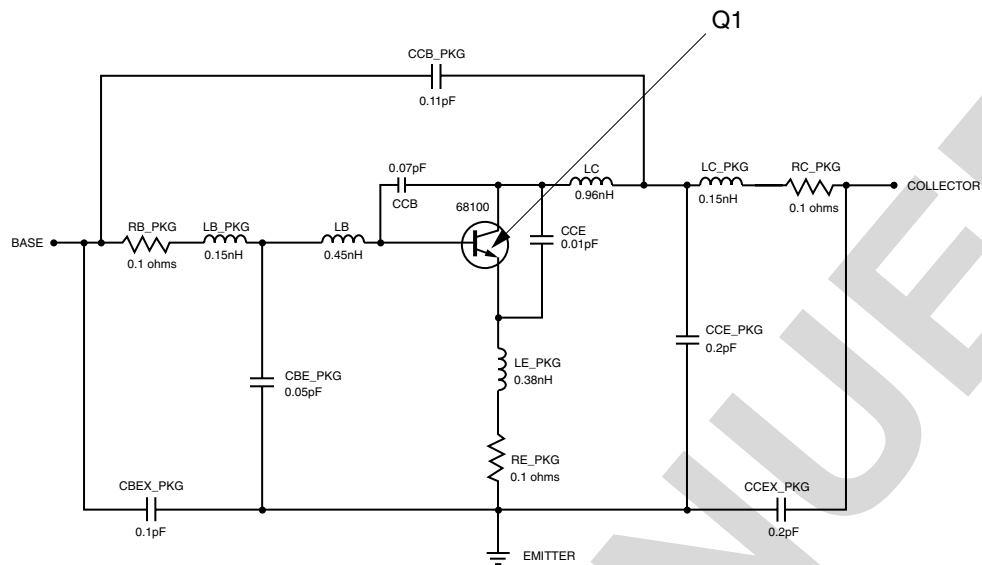 Q1
CCB_PKG
0.11pF
0.07pF
CCB
LC
0.96nH
LC_PKG
0.15nH
RC_PKG
0.1 ohms
COLLECTOR
68100
BASE
RB_PKG
0.1 ohms
LB_PKG
0.15nH
LB
0.45nH
CCE
0.01pF
CCE_PKG
0.2pF
LE_PKG
0.38nH
CBE_PKG
0.05pF
RE_PKG
0.1 ohms
CBEX_PKG
0.1pF
CCEX_PKG
0.2pF
EMITTER